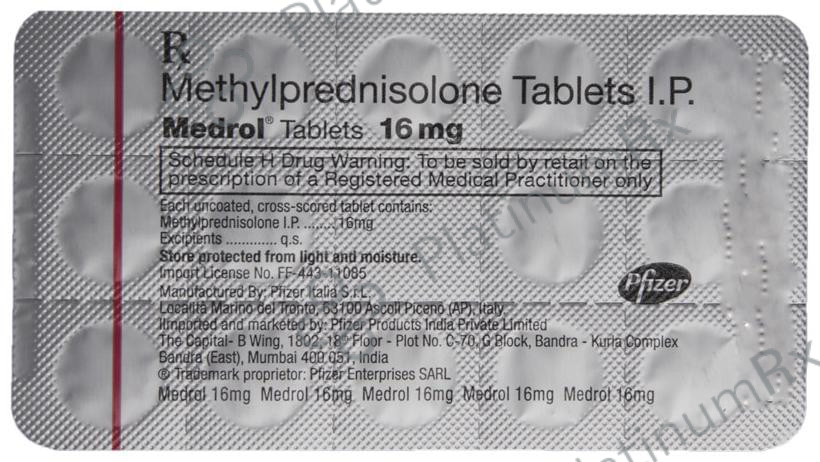 Rx
Methylprednisolone Tablets I.P.
Medrol® Tablets 16 mg
Schedule H Drug Warning: To be sold by retail on the
prescription of a Registered Medical Practitioner only
Each uncoated, cross-scored tablet contains:
Methylprednisolone I.P. ........ 16mg
Excipients ............. q.s.
Store protected from light and moisture.
Import License No. FF-443-11085
Manufactured By: Pfizer Italia S.r.L.
Localita Marino del Tronto, 63100 Ascoli Piceno (AP), Italy
Iimported and marketed by: Pfizer Products India Private Limited
The Capital- B Wing, 1802, 18th Floor - Plot No. C-70, G Block, Bandra - Kurla Complex
Bandra (East), Mumbai 400 051, India
® Trademark proprietor: Pfizer Enterprises SARL
Medrol 16mg Medrol 16mg Medrol 16mg Medrol 16mg Medrol 16mg
Pfizer
PlatinumRx
PlatinumRx